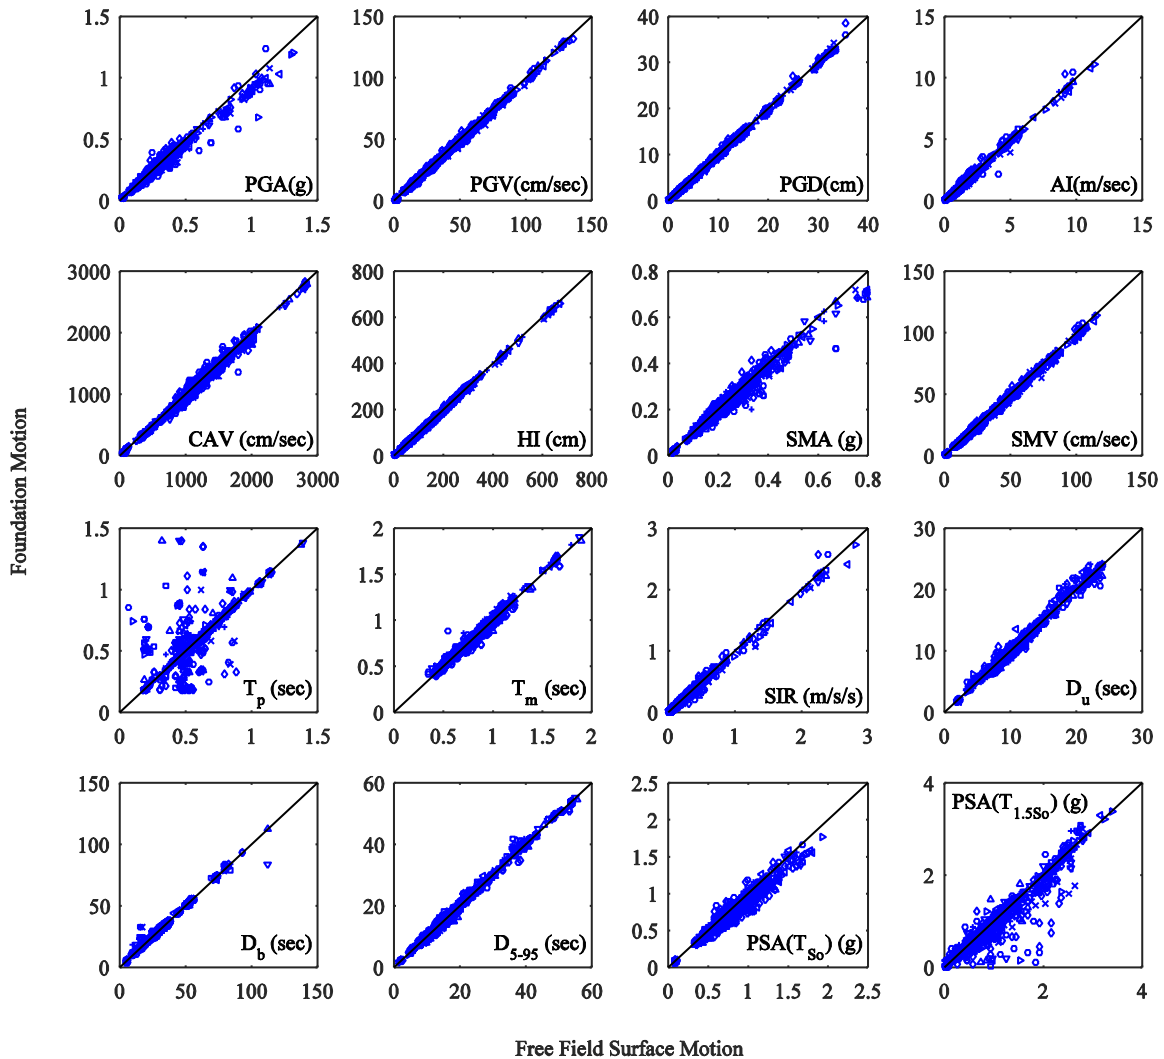 1.5
1
0.5
0
0 0.5 1 1.5
PGA(g)
150
100
50
0
0 50 100 150
PGV(cm/sec)
40
30
20
10
0
0 10 20 30 40
PGD(cm)
15
10
5
0
0 5 10 15
AI(m/sec)
3000
2000
1000
0
0 1000 2000 3000
CAV (cm/sec)
800
600
400
200
0
0 200 400 600 800
HI (cm)
0.8
0.6
0.4
0.2
0
0 0.2 0.4 0.6 0.8
SMA (g)
150
100
50
0
0 50 100 150
SMV (cm/sec)
Foundation Motion
1.5
1
0.5
0
0 0.5 1 1.5
Tp (sec)
2
1.5
1
0.5
0
0 0.5 1 1.5 2
Tm (sec)
3
2
1
0
0 1 2 3
SIR (m/s/s)
30
20
10
0
0 10 20 30
Du (sec)
150
100
50
0
0 50 100 150
Db (sec)
60
40
20
0
0 20 40 60
D5-95 (sec)
2.5
2
1.5
1
0.5
0
0 0.5 1 1.5 2 2.5
PSA(TSo) (g)
4
2
0
0 2 4
PSA(T1.5So) (g)
Free Field Surface Motion